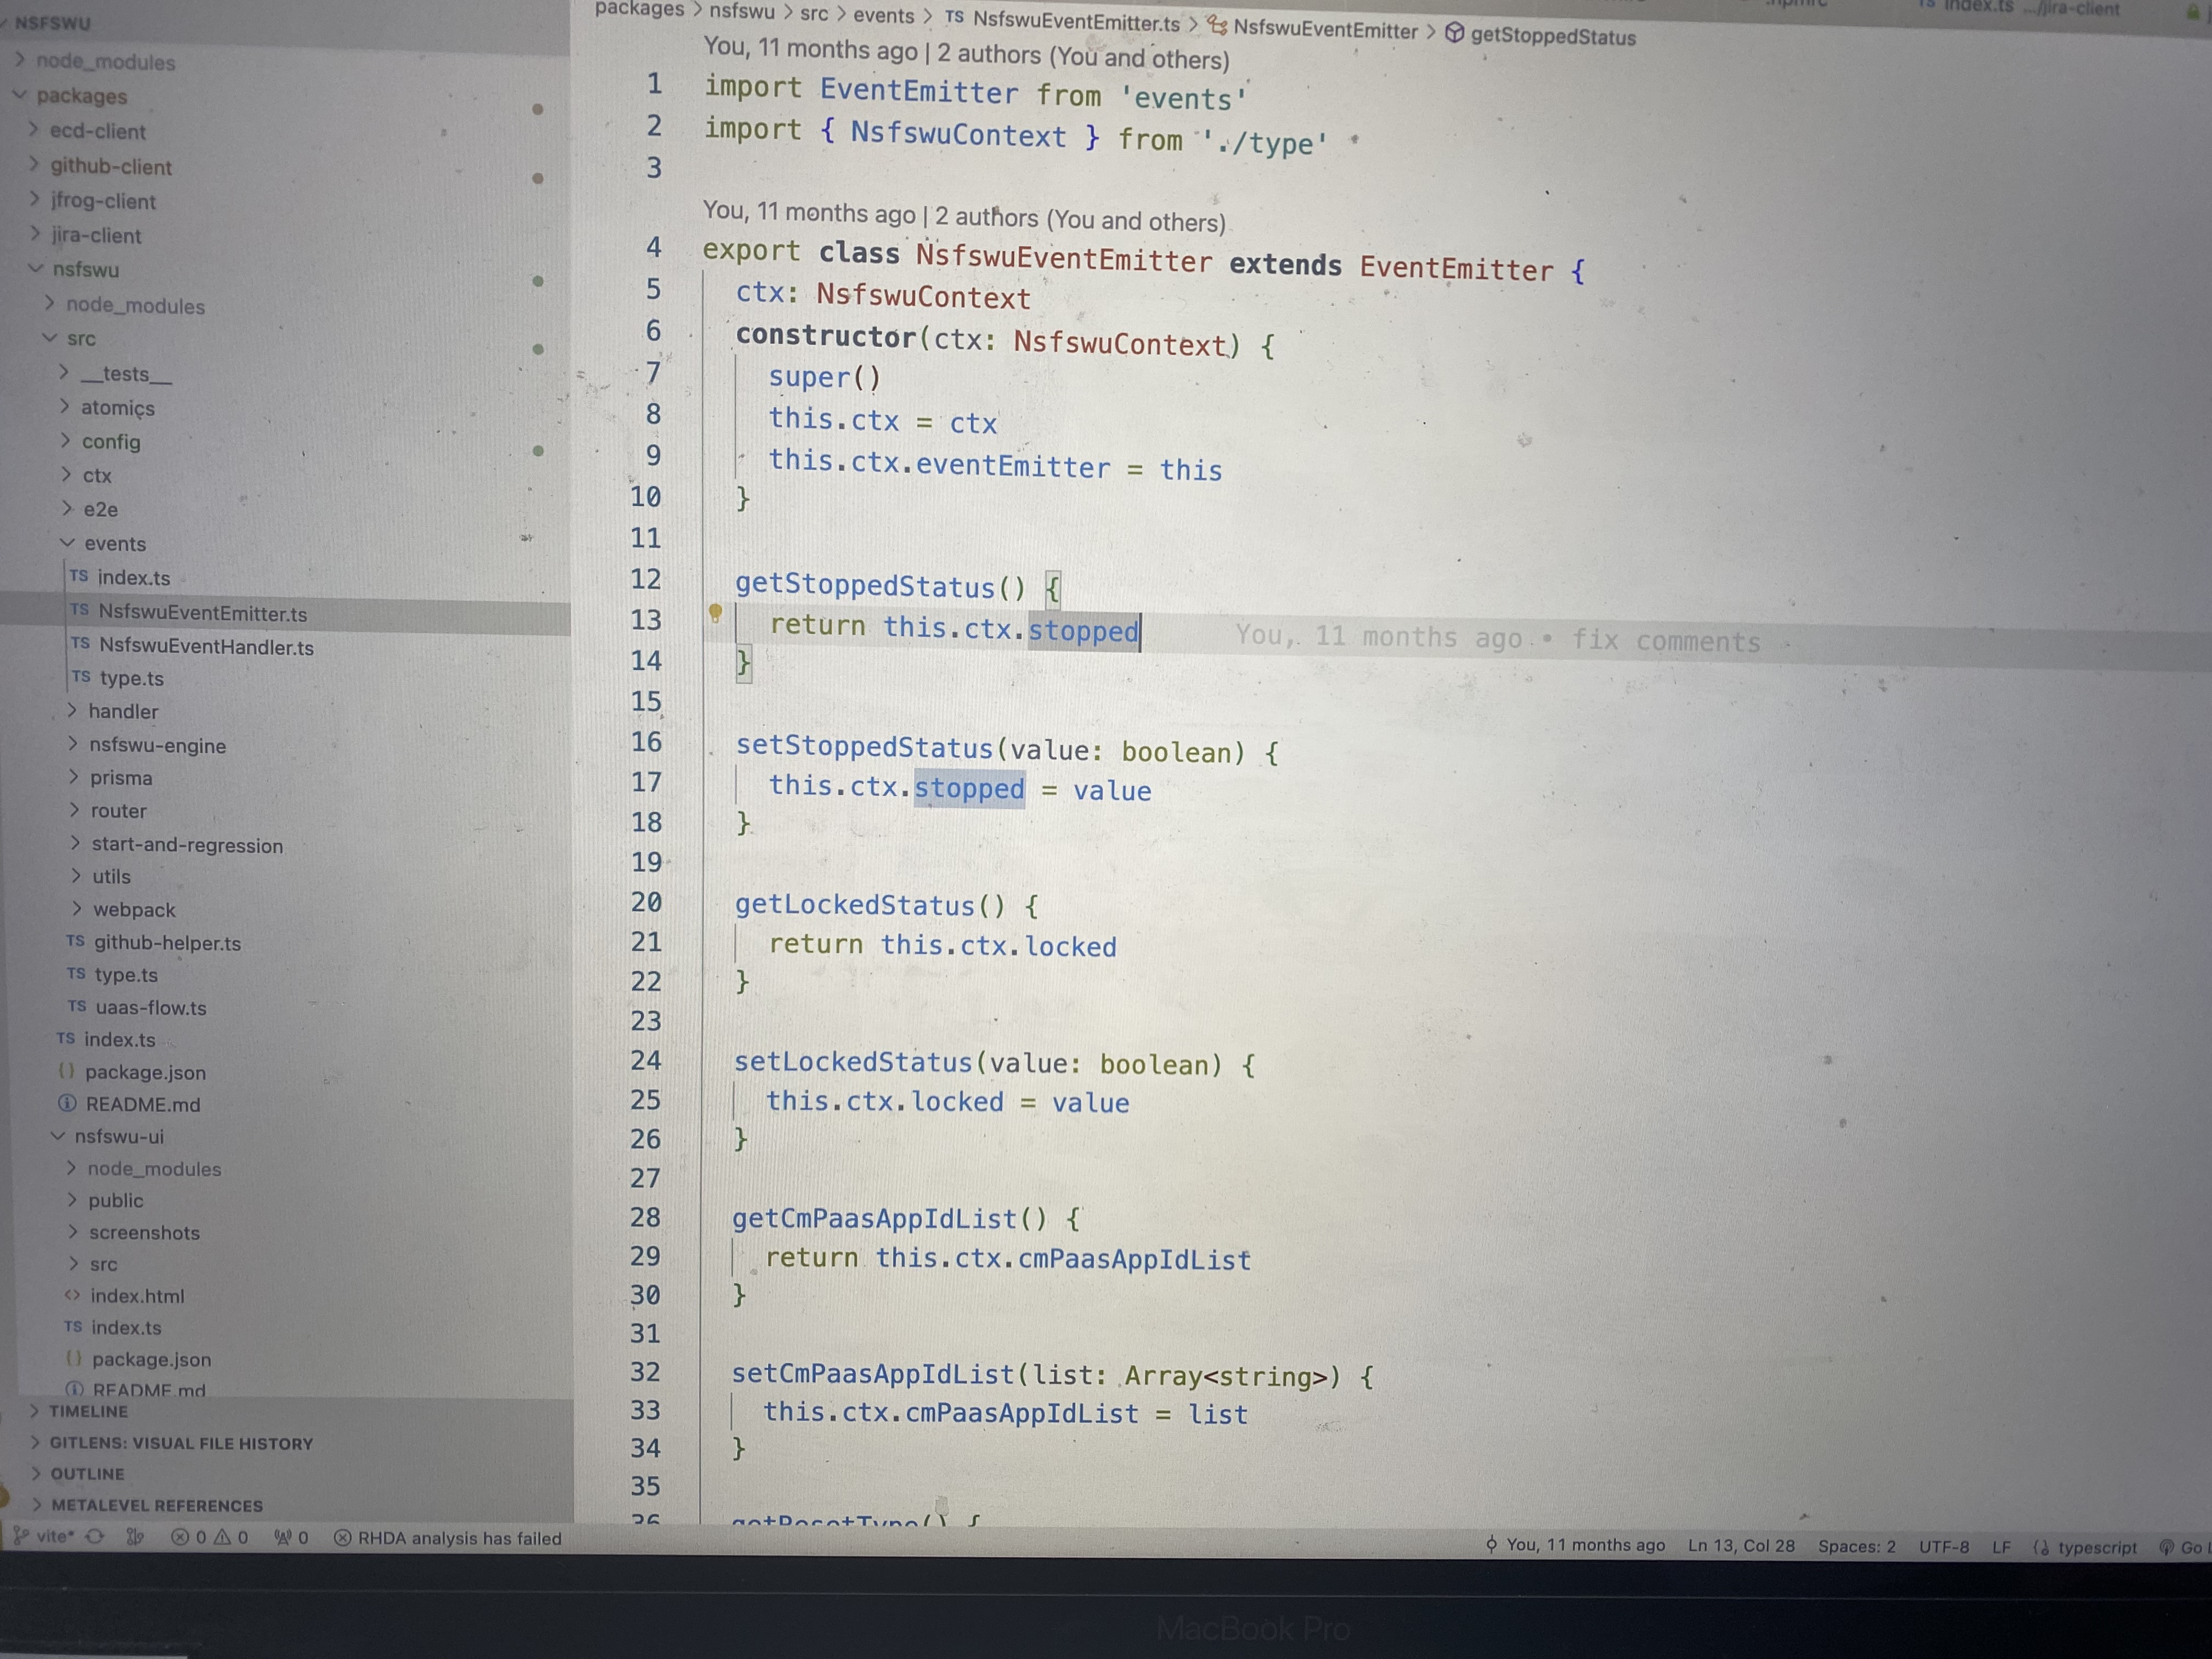 NSFSWU
node_modules
packages
ecd-client
github-client
jfrog-client
jira-client
nsfswu
node_modules
src
__tests__
atomics
config
ctx
e2e
events
TS index.ts
TS NsfswuEventEmitter.ts
TS NsfswuEventHandler.ts
TS type.ts
handler
nsfswu-engine
prisma
router
start-and-regression
utils
webpack
TS github-helper.ts
TS type.ts
TS uaas-flow.ts
TS index.ts
{} package.json
README.md
nsfswu-ui
node_modules
public
screenshots
src
<> index.html
TS index.ts
{} package.json
README.md
TIMELINE
GITLENS: VISUAL FILE HISTORY
OUTLINE
METALEVEL REFERENCES
TS index.ts .../jira-client
packages > nsfswu > src > events > TS NsfswuEventEmitter.ts > NsfswuEventEmitter > getStoppedStatus
You, 11 months ago | 2 authors (You and others)
1 import EventEmitter from 'events'
2 import { NsfswuContext } from './type'
3
You, 11 months ago | 2 authors (You and others)
4 export class NsfswuEventEmitter extends EventEmitter {
5 ctx: NsfswuContext
6 constructor(ctx: NsfswuContext) {
7 super()
8 this.ctx = ctx
9 this.ctx.eventEmitter = this
10 }
11
12 getStoppedStatus() {
13 return this.ctx.stopped You, 11 months ago • fix comments
14 }
15
16 setStoppedStatus(value: boolean) {
17 this.ctx.stopped = value
18 }
19
20 getLockedStatus() {
21 return this.ctx.locked
22 }
23
24 setLockedStatus(value: boolean) {
25 this.ctx.locked = value
26 }
27
28 getCmPaasAppIdList() {
29 return this.ctx.cmPaasAppIdList
30 }
31
32 setCmPaasAppIdList(list: Array<string>) {
33 this.ctx.cmPaasAppIdList = list
34 }
35
36
vite* 0 0 0 RHDA analysis has failed
You, 11 months ago Ln 13, Col 28 Spaces: 2 UTF-8 LF typescript Go
MacBook Pro